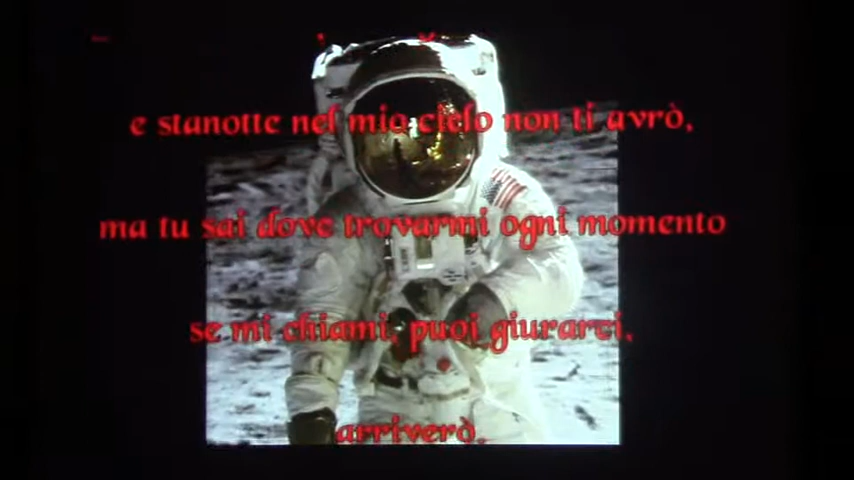 e stanotte nel mio cielo non ti avrò,
ma tu sai dove trovarmi ogni momento
se mi chiami, puoi giurarci,
arriverò.